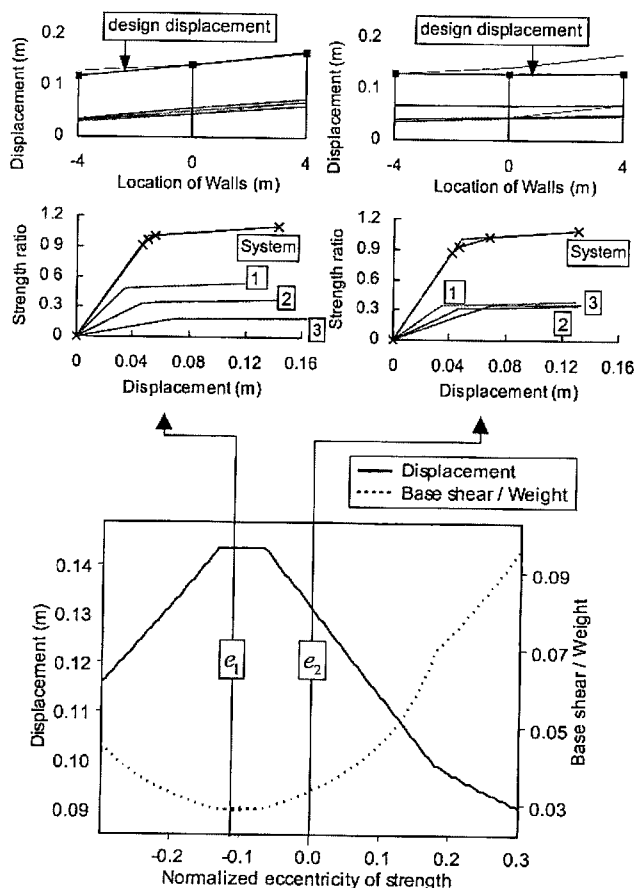 design displacement
Displacement (m)
0.2
0.1
0
-4
0
4
Location of Walls (m)
design displacement
Displacement (m)
0.2
0.1
0
-4
0
4
Location of Walls (m)
Strength ratio
1.2
0.9
0.6
0.3
0
System
1
2
3
0
0.04
0.08
0.12
0.16
Displacement (m)
Strength ratio
1.2
0.9
0.6
0.3
0
System
1
3
2
0
0.04
0.08
0.12
0.16
Displacement (m)
Displacement
Base shear / Weight
Displacement (m)
0.14
0.13
0.12
0.11
0.10
0.09
e1
e2
0.09
0.07
0.05
0.03
Base shear / Weight
-0.2
-0.1
0.0
0.1
0.2
0.3
Normalized eccentricity of strength